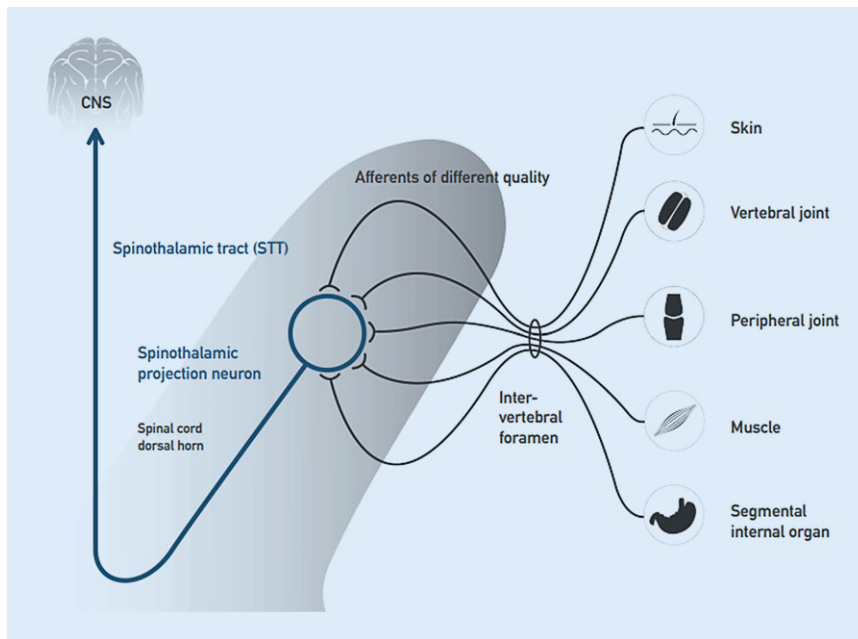 CNS
Afferents of different quality
Skin
Vertebral joint
Spinothalamic tract (STT)
Peripheral joint
Spinothalamic
projection neuron
Spinal cord
dorsal horn
Inter-
vertebral
foramen
Muscle
Segmental
internal organ